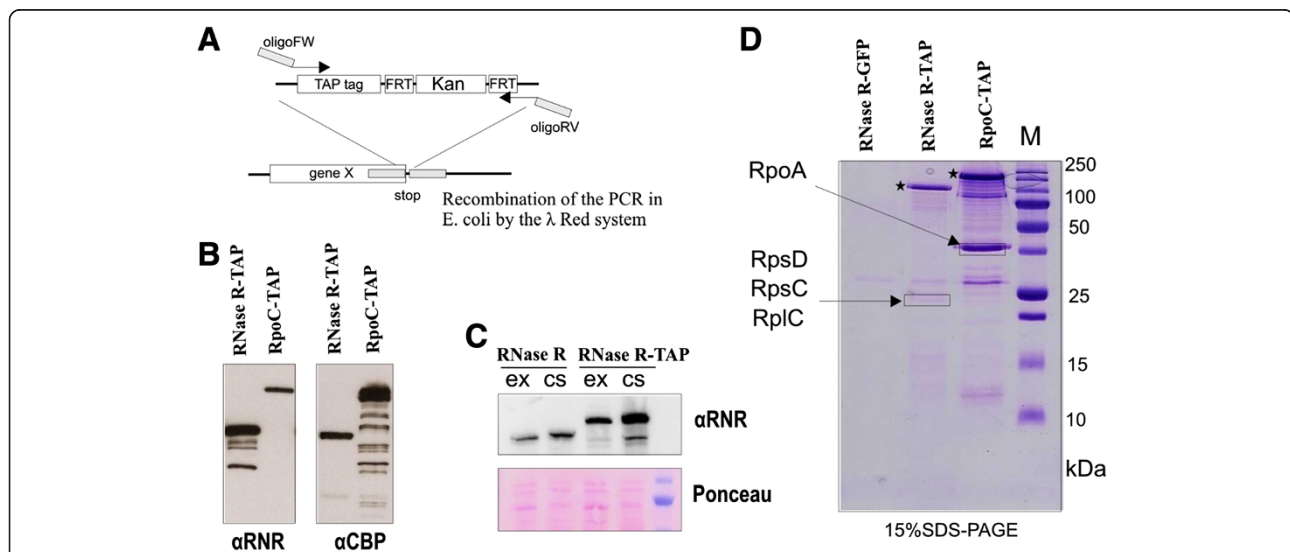 A
oligoFW
TAP tag FRT Kan FRT
oligoRV
gene X
stop
Recombination of the PCR in
E. coli by the λ Red system
B
RNase R-TAP
RpoC-TAP
RNase R-TAP
RpoC-TAP
αRNR
αCBP
C
RNase R RNase R-TAP
ex cs ex cs
αRNR
Ponceau
D
RNase R-GFP
RNase R-TAP
RpoC-TAP
M
RpoA
RpsD
RpsC
RplC
250
100
50
25
15
10
kDa
15%SDS-PAGE